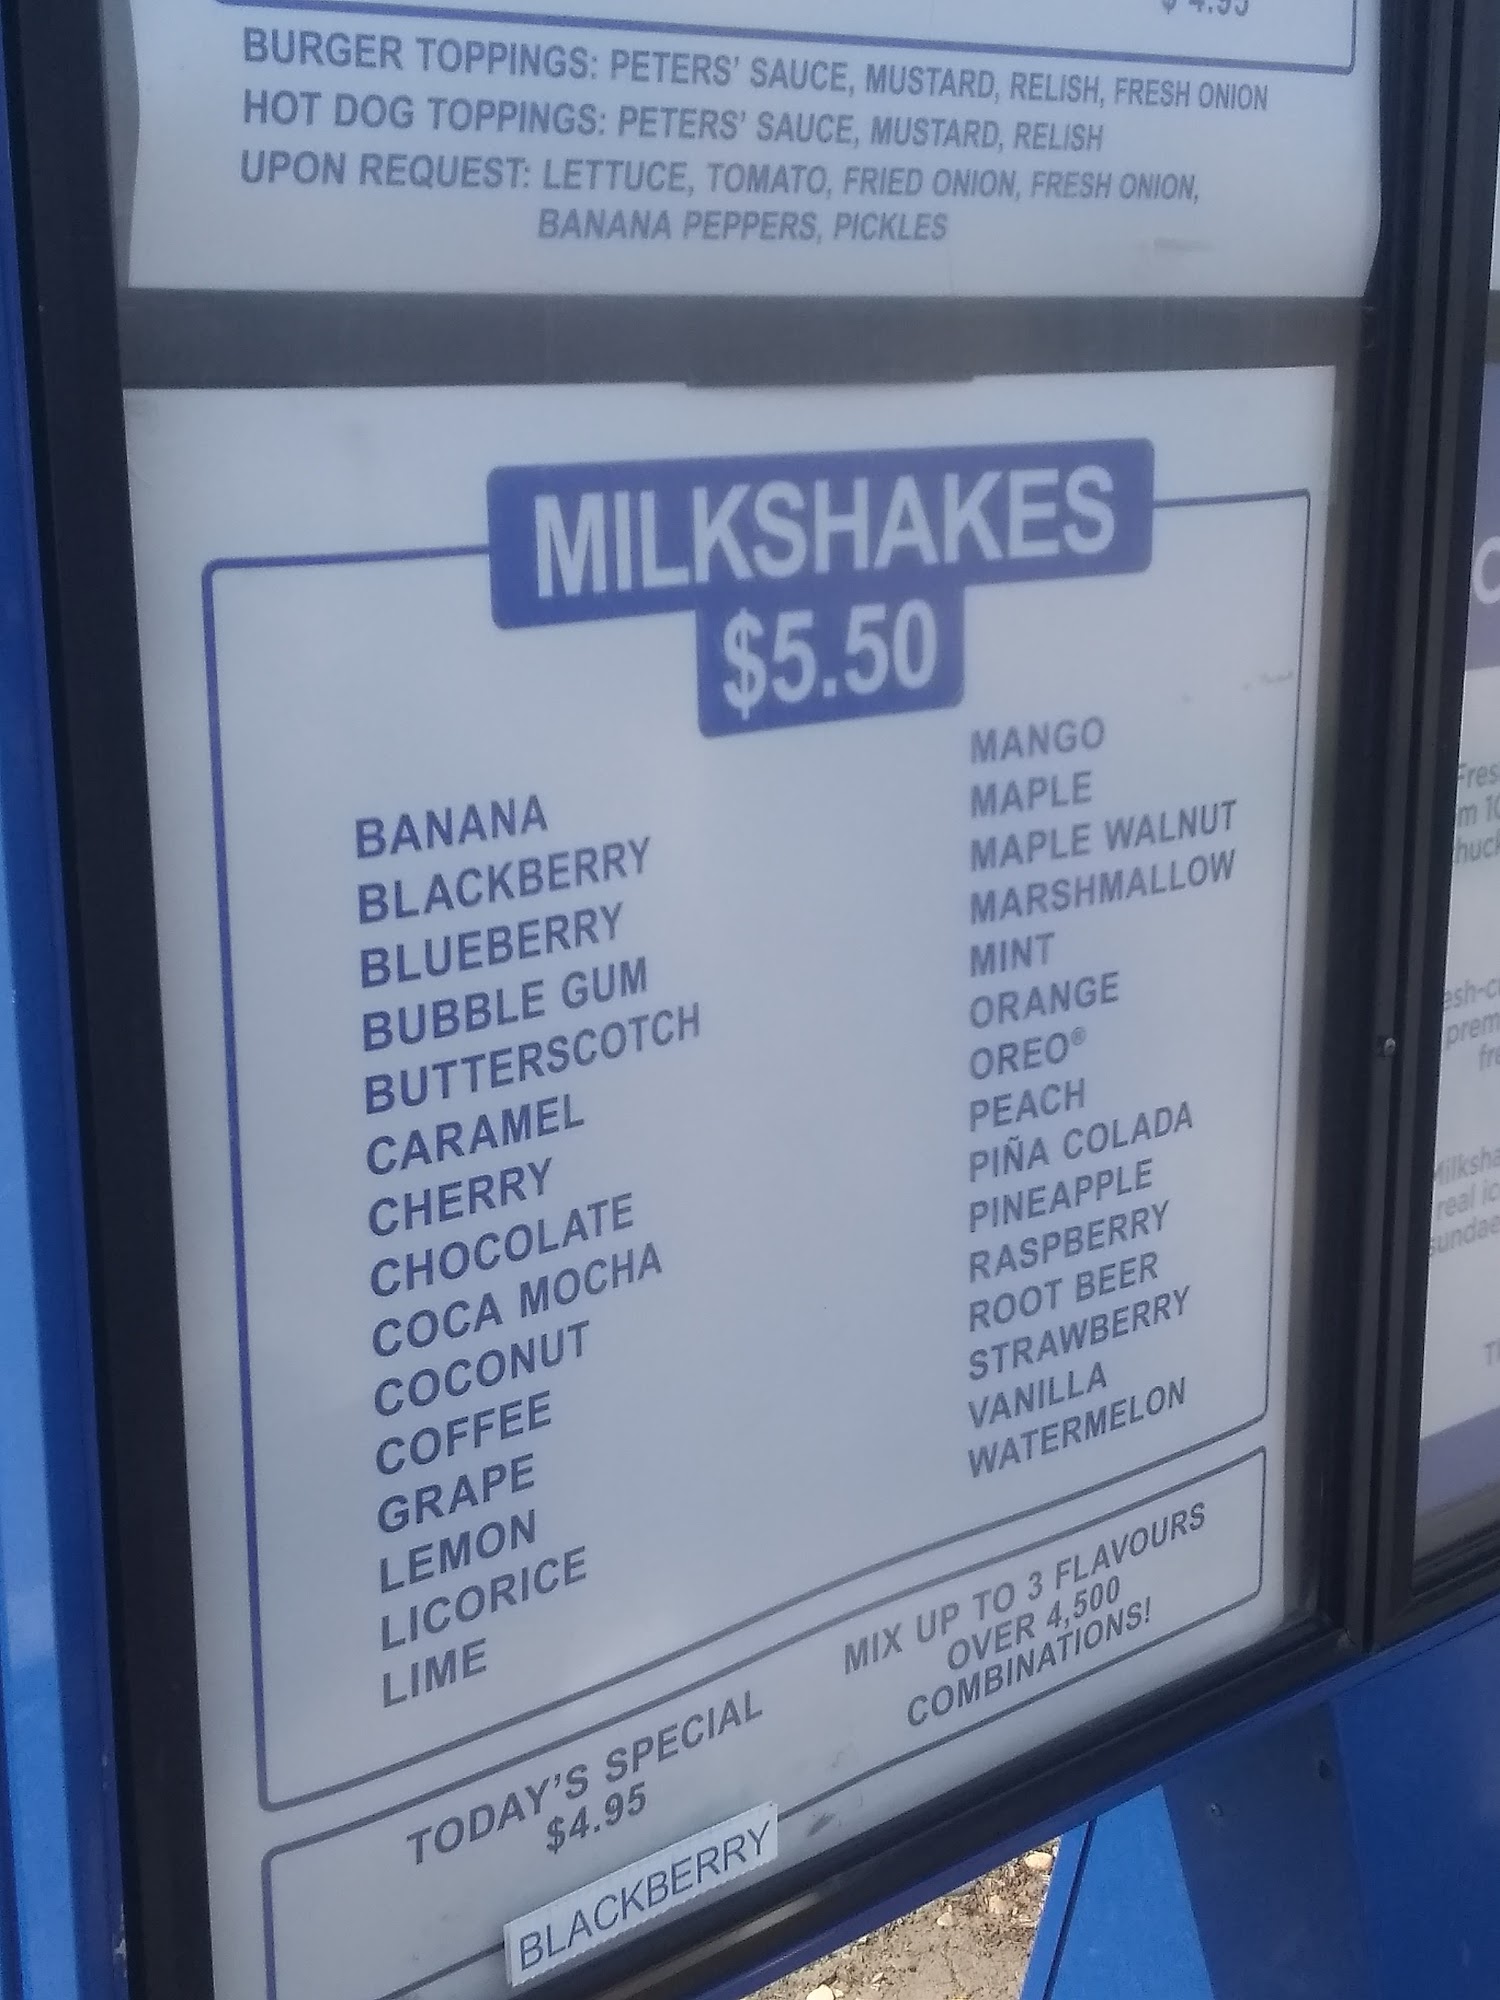 $4.95
BURGER TOPPINGS: PETERS' SAUCE, MUSTARD, RELISH, FRESH ONION
HOT DOG TOPPINGS: PETERS' SAUCE, MUSTARD, RELISH
UPON REQUEST: LETTUCE, TOMATO, FRIED ONION, FRESH ONION,
BANANA PEPPERS, PICKLES
MILKSHAKES
$5.50
BANANA
BLACKBERRY
BLUEBERRY
BUBBLE GUM
BUTTERSCOTCH
CARAMEL
CHERRY
CHOCOLATE
COCA MOCHA
COCONUT
COFFEE
GRAPE
LEMON
LICORICE
LIME
MANGO
MAPLE
MAPLE WALNUT
MARSHMALLOW
MINT
ORANGE
OREO®
PEACH
PIÑA COLADA
PINEAPPLE
RASPBERRY
ROOT BEER
STRAWBERRY
VANILLA
WATERMELON
TODAY'S SPECIAL
$4.95
BLACKBERRY
MIX UP TO 3 FLAVOURS
OVER 4,500
COMBINATIONS!